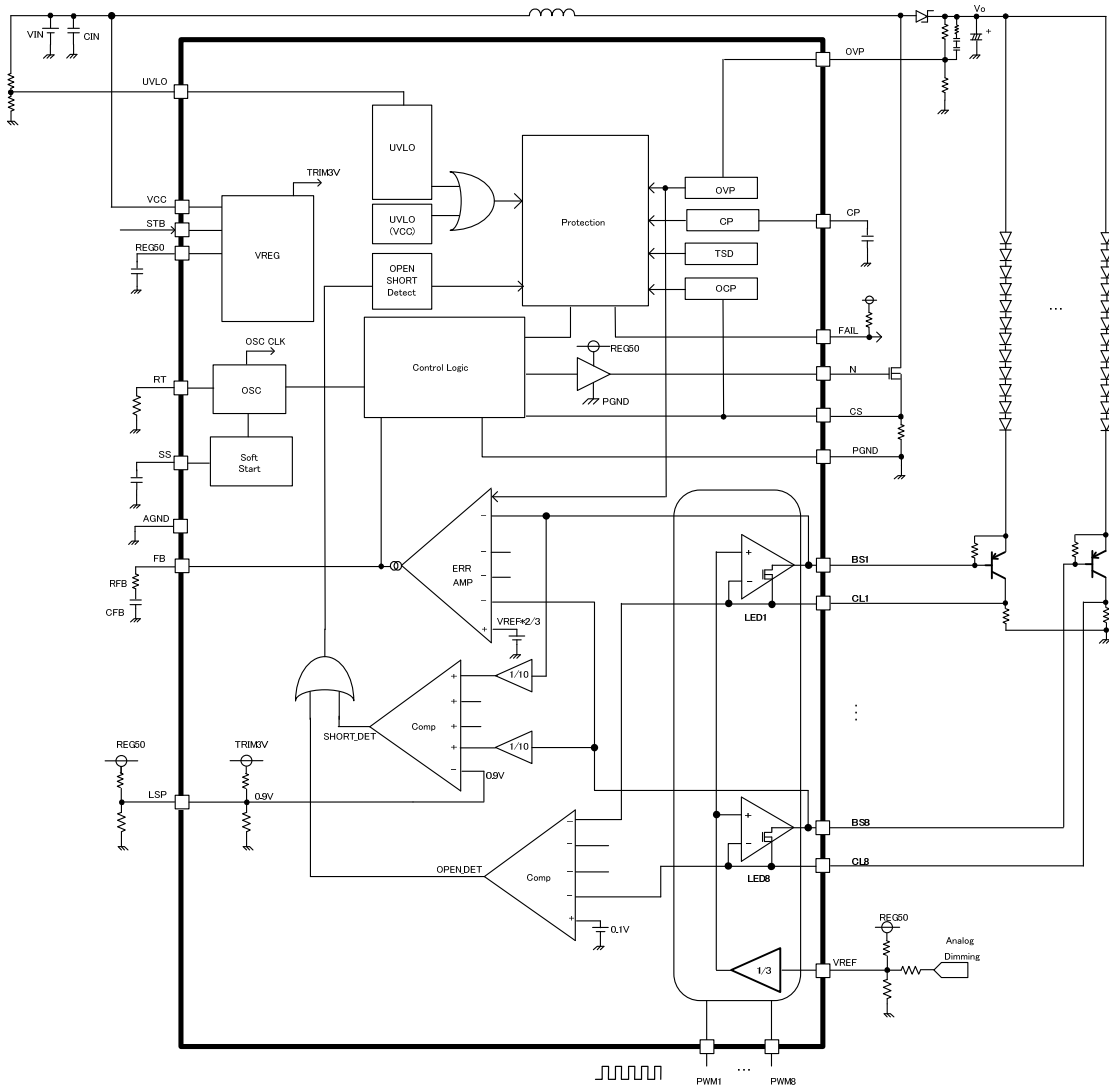 Vo
VIN
CIN
+
OVP
UVLO
UVLO
TRIM3V
OVP
VCC
UVLO
(VCC)
CP
CP
STB
Protection
REG50
VREG
TSD
OPEN
SHORT
Detect
OCP
...
FAIL
OSC CLK
REG50
Control Logic
RT
OSC
N
PGND
CS
SS
Soft
Start
PGND
AGND
FB
ERR
AMP
BS1
RFB
CFB
CL1
VREF*2/3
LED1
1/10
Comp
SHORT_DET
REG50
TRIM3V
1/10
0.9V
LSP
0.9V
BS8
CL8
OPEN_DET
Comp
LED8
0.1V
REG50
Analog
Dimming
VREF
1/3
PWM1
...
PWM8